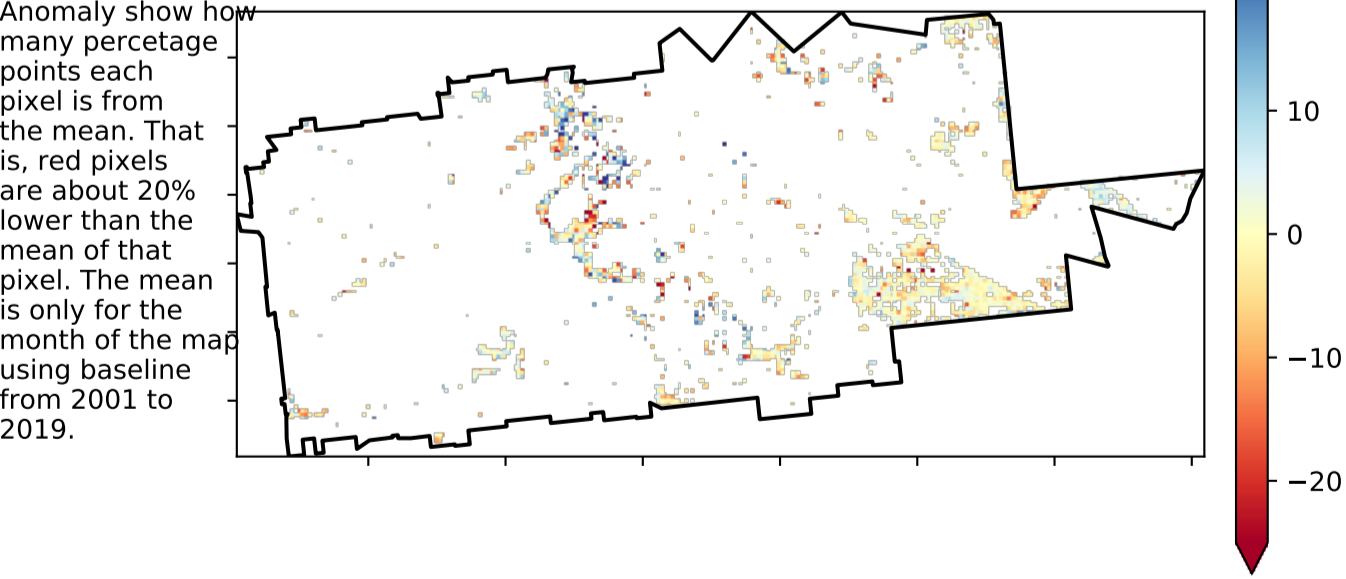 Anomaly show how
many percetage
points each
pixel is from
the mean. That
is, red pixels
are about 20%
lower than the
mean of that
pixel. The mean
is only for the
month of the map
using baseline
from 2001 to
2019.
10
0
−10
−20